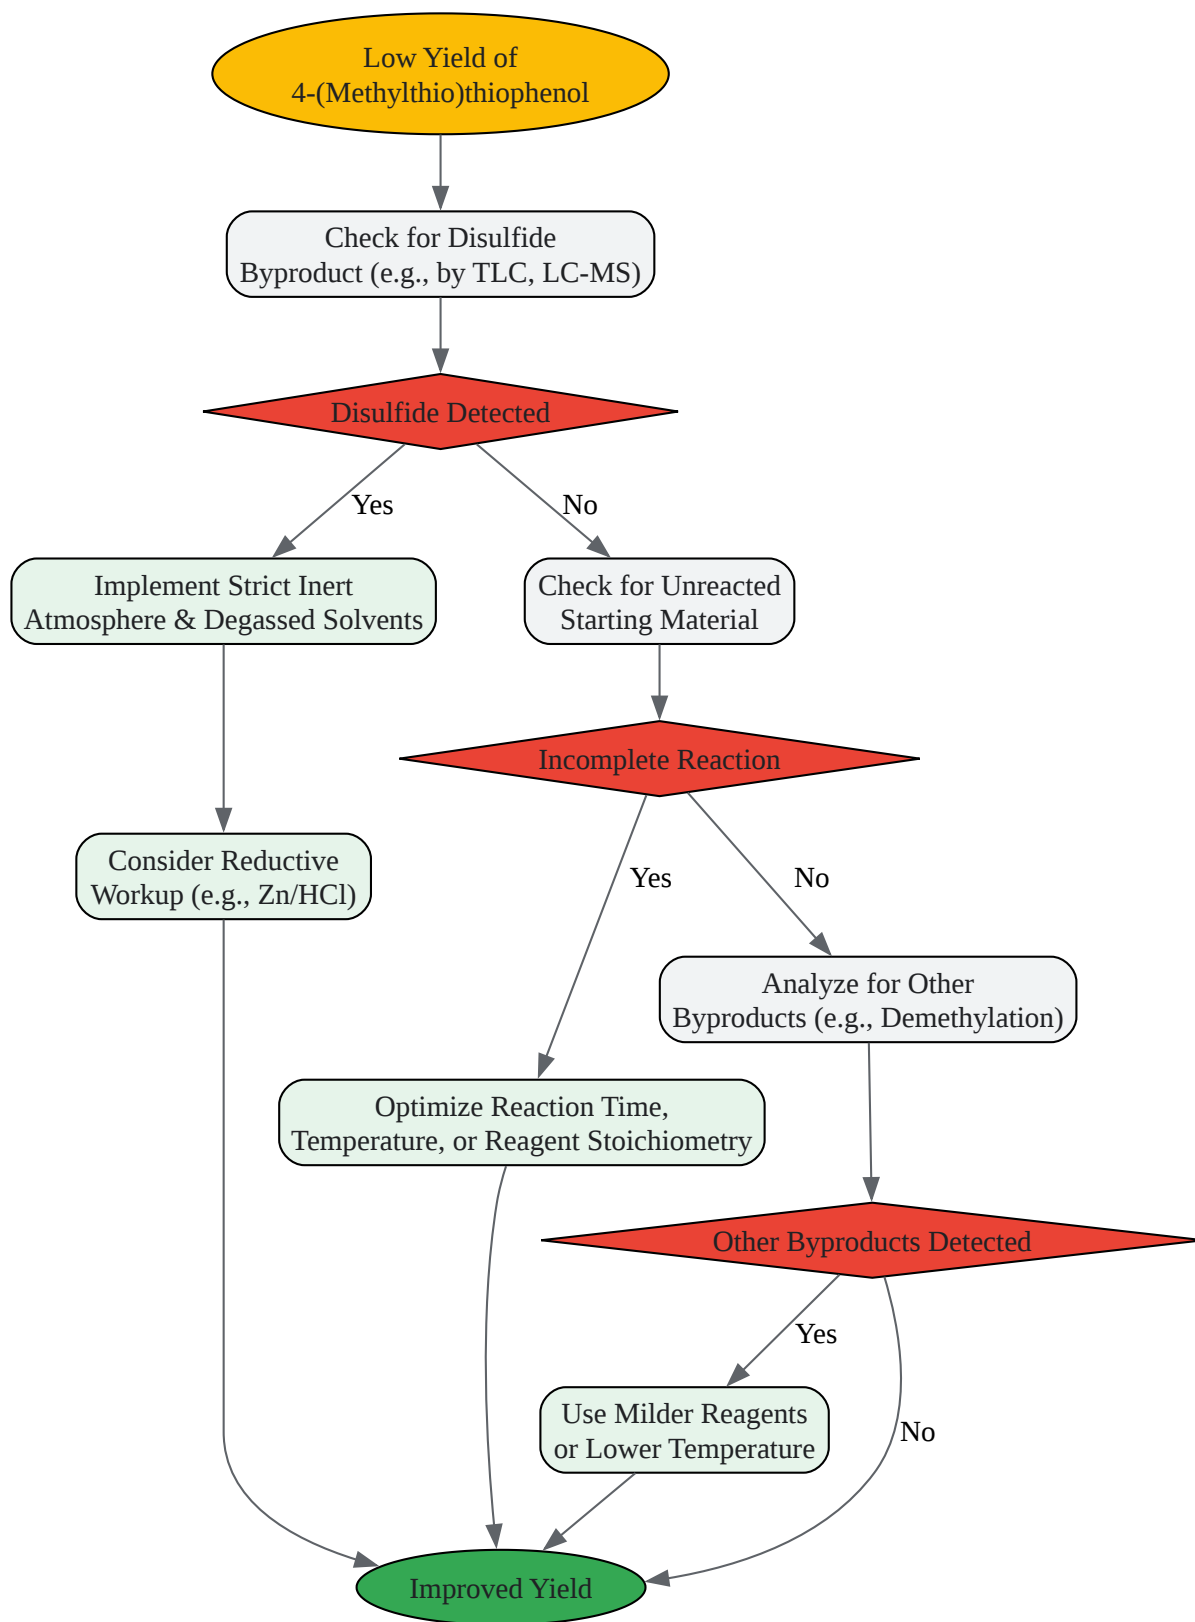 Low Yield of
4-(Methylthio)thiophenol
Check for Disulfide
Byproduct (e.g., by TLC, LC-MS)
Disulfide Detected
Yes
No
Implement Strict Inert
Atmosphere & Degassed Solvents
Check for Unreacted
Starting Material
Incomplete Reaction
Consider Reductive
Workup (e.g., Zn/HCl)
Yes
No
Analyze for Other
Byproducts (e.g., Demethylation)
Optimize Reaction Time,
Temperature, or Reagent Stoichiometry
Other Byproducts Detected
Yes
No
Use Milder Reagents
or Lower Temperature
Improved Yield